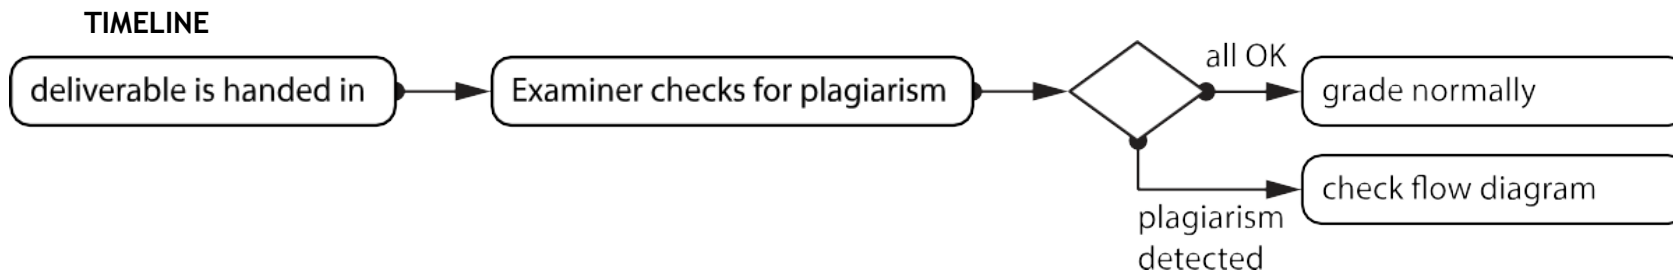 TIMELINE
deliverable is handed in
Examiner checks for plagiarism
all OK
grade normally
check flow diagram
plagiarism
detected